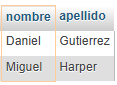 nombre apellido
Daniel Gutierrez
Miguel Harper